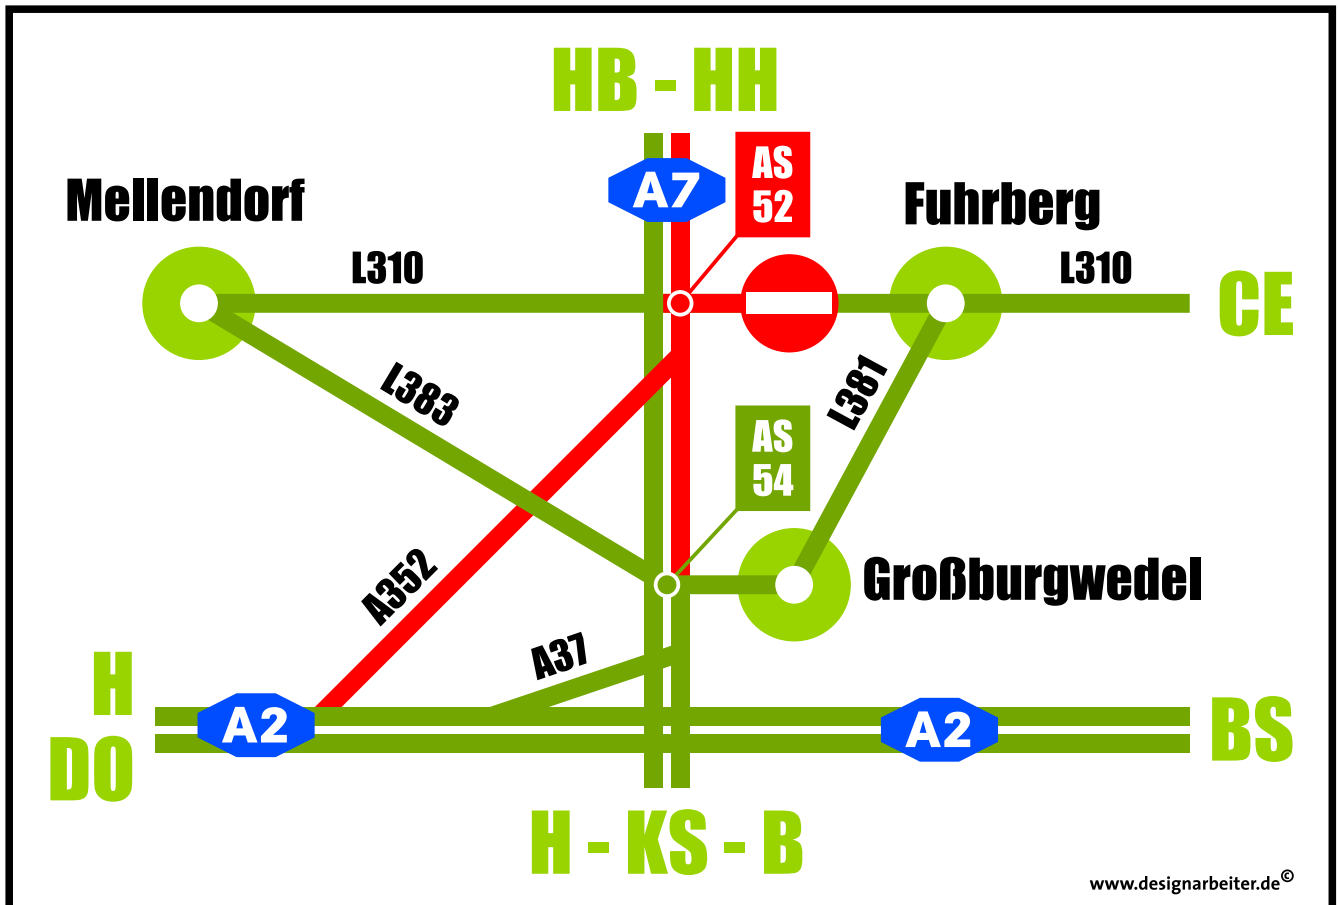 HB - HH
A7
AS
52
Mellendorf
Fuhrberg
L310
L310
CE
L383
L381
AS
54
A352
Großburgwedel
A37
H
DO
A2
A2
BS
H - KS - B
www.designarbeiter.de©